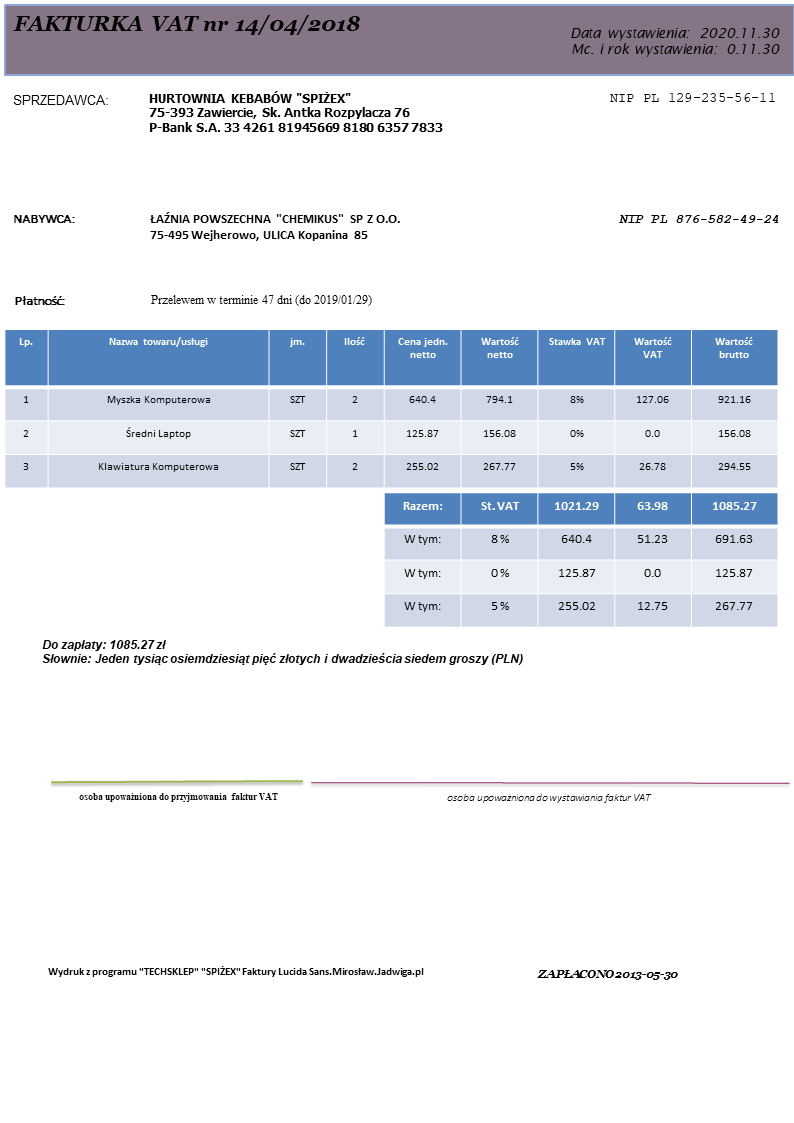 FAKTURKA VAT nr 14/04/2018
Data wystawienia: 2020.11.30
Mc. i rok wystawienia: 0.11.30
SPRZEDAWCA: HURTOWNIA KEBABÓW "SPIŻEX" NIP PL 129-235-56-11
75-393 Zawiercie, Sk. Antka Rozpylacza 76
P-Bank S.A. 33 4261 81945669 8180 6357 7833
NABYWCA: ŁAŹNIA POWSZECHNA "CHEMIKUS" SP Z O.O. NIP PL 876-582-49-24
75-495 Wejherowo, ULICA Kopanina 85
Płatność: Przelewem w terminie 47 dni (do 2019/01/29)
Lp. Nazwa towaru/usługi jm. Ilość Cena jedn. netto Wartość netto Stawka VAT Wartość VAT Wartość brutto
1 Myszka Komputerowa SZT 2 640.4 794.1 8% 127.06 921.16
2 Średni Laptop SZT 1 125.87 156.08 0% 0.0 156.08
3 Klawiatura Komputerowa SZT 2 255.02 267.77 5% 26.78 294.55
Razem: St. VAT 1021.29 63.98 1085.27
W tym: 8 % 640.4 51.23 691.63
W tym: 0 % 125.87 0.0 125.87
W tym: 5 % 255.02 12.75 267.77
Do zapłaty: 1085.27 zł
Słownie: Jeden tysiąc osiemdziesiąt pięć złotych i dwadzieścia siedem groszy (PLN)
osoba upoważniona do przyjmowania faktur VAT osoba upoważniona do wystawiania faktur VAT
Wydruk z programu "TECHSKLEP" "SPIŻEX" Faktury Lucida Sans.Mirosław.Jadwiga.pl ZAPŁACONO 2013-05-30